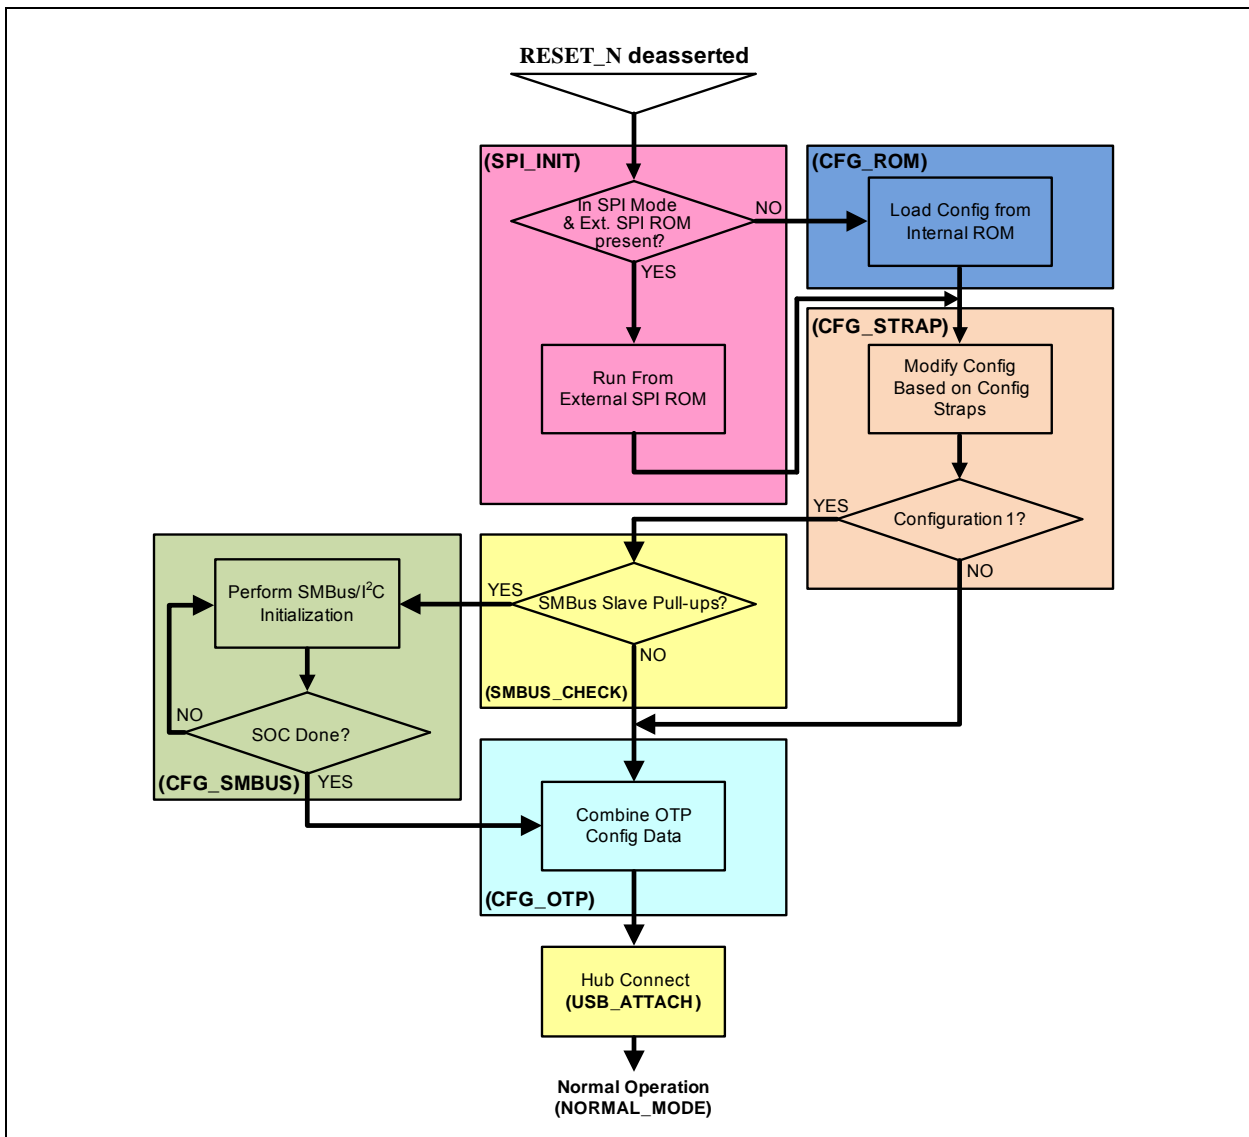 RESET_N deasserted
(SPI_INIT)
In SPI Mode
& Ext. SPI ROM
present?
NO
YES
Run From
External SPI ROM
(CFG_ROM)
Load Config from
Internal ROM
(CFG_STRAP)
Modify Config
Based on Config
Straps
Configuration 1?
YES
NO
SMBus Slave Pull-ups?
YES
NO
(SMBUS_CHECK)
Perform SMBus/I²C
Initialization
SOC Done?
NO
YES
(CFG_SMBUS)
Combine OTP
Config Data
(CFG_OTP)
Hub Connect
(USB_ATTACH)
Normal Operation
(NORMAL_MODE)